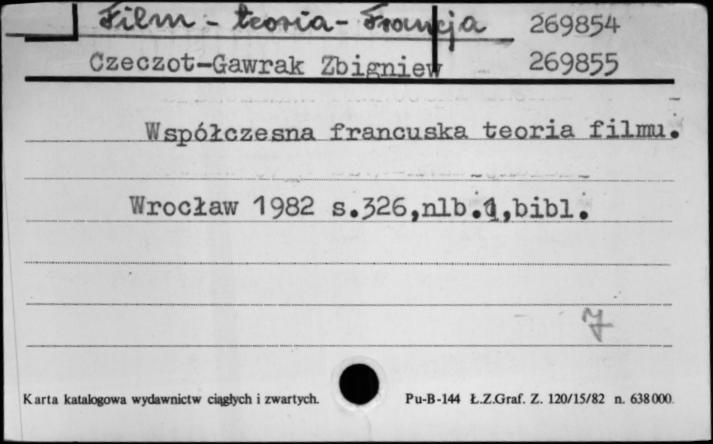 Film - teoria - Francja 269854
Czeczot-Gawrak Zbigniew 269855
Współczesna francuska teoria filmu.
Wrocław 1982 s.326,nlb.1,bibl.
7
Karta katalogowa wydawnictw ciągłych i zwartych. Pu-B-144 Ł.Z.Graf. Z. 120/15/82 n. 638000.